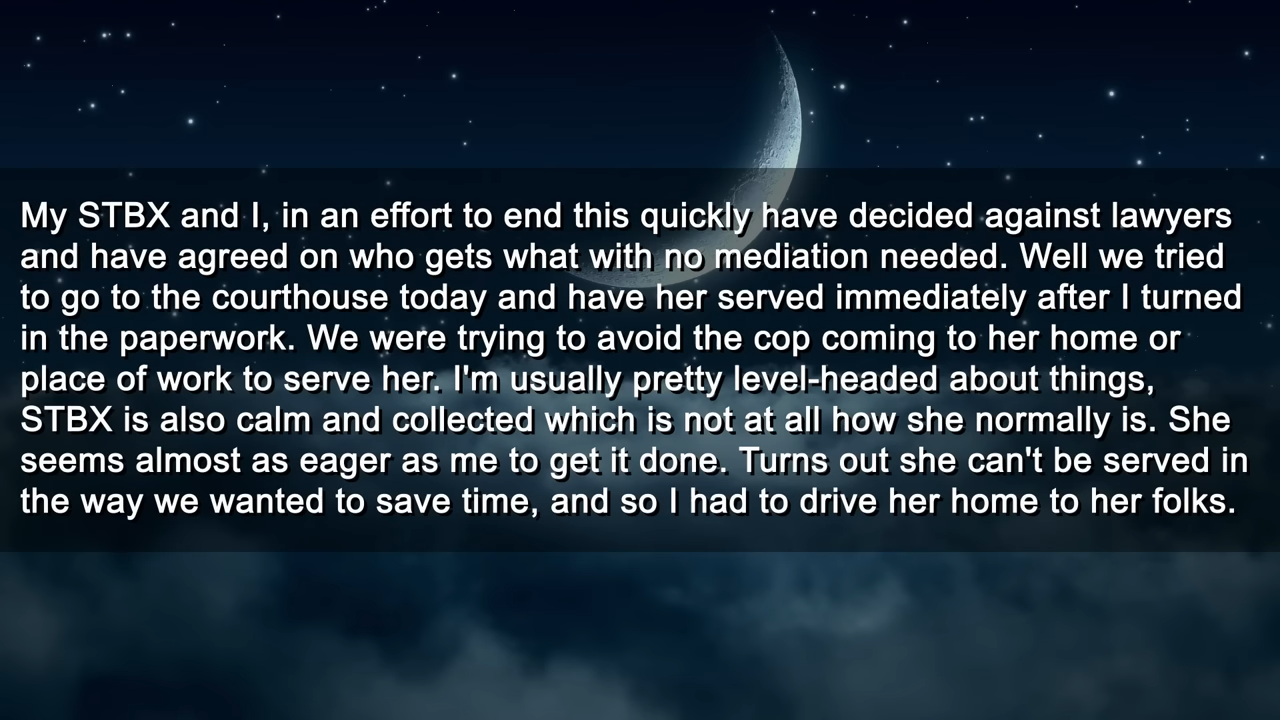 My STBX and I, in an effort to end this quickly have decided against lawyers
and have agreed on who gets what with no mediation needed. Well we tried
to go to the courthouse today and have her served immediately after I turned
in the paperwork. We were trying to avoid the cop coming to her home or
place of work to serve her. I'm usually pretty level-headed about things,
STBX is also calm and collected which is not at all how she normally is. She
seems almost as eager as me to get it done. Turns out she can't be served in
the way we wanted to save time, and so I had to drive her home to her folks.